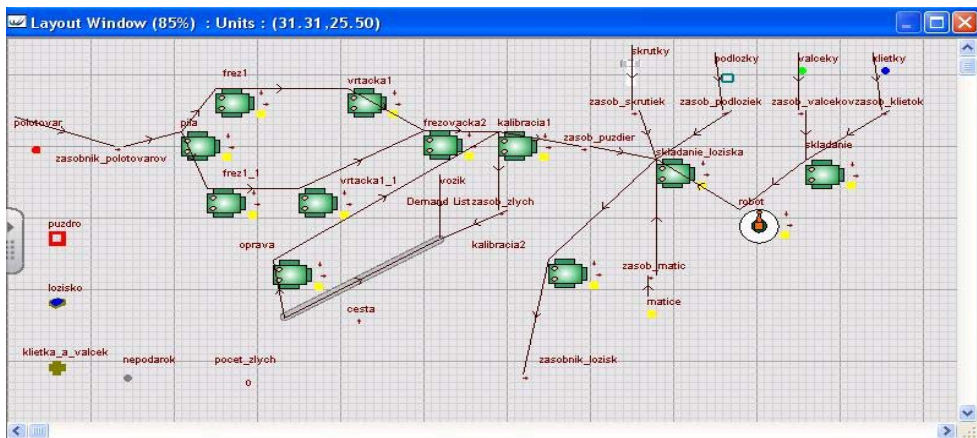 Layout Window (85%) : Units : (31.31,25.50)
skrutky
podlozky
valceky
klietky
frez1
vrtacka1
zasob_skrutiek
zasob_podloziek
zasob_valcekov
zasob_klietok
polotovar
pila
frezovacka2
kalibracia1
zasob_puzdier
skladanie_loziska
skladanie
zasobnik_polotovarov
frez1_1
vrtacka1_1
vozik
Demand List
zasob_zlych
robot
puzdro
oprava
kalibracia2
zasob_matic
lozisko
cesta
matice
klietka_a_valcek
nepodarok
pocet_zlych
zasobnik_lozisk
0